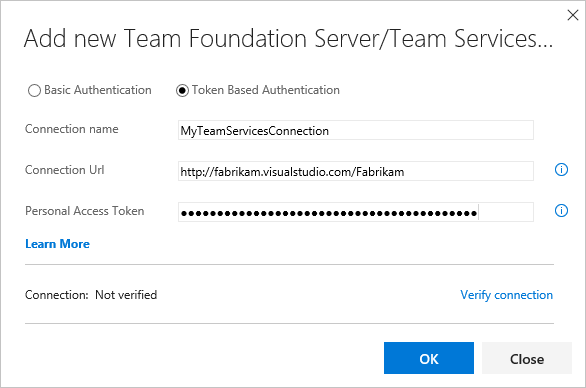 Add new Team Foundation Server/Team Services...
Basic Authentication Token Based Authentication
Connection name MyTeamServicesConnection
Connection Url http://fabrikam.visualstudio.com/Fabrikam
Personal Access Token ●●●●●●●●●●●●●●●●●●●●●●●●●●●●●●●●●●●●●●●●●
Learn More
Connection: Not verified Verify connection
OK Close